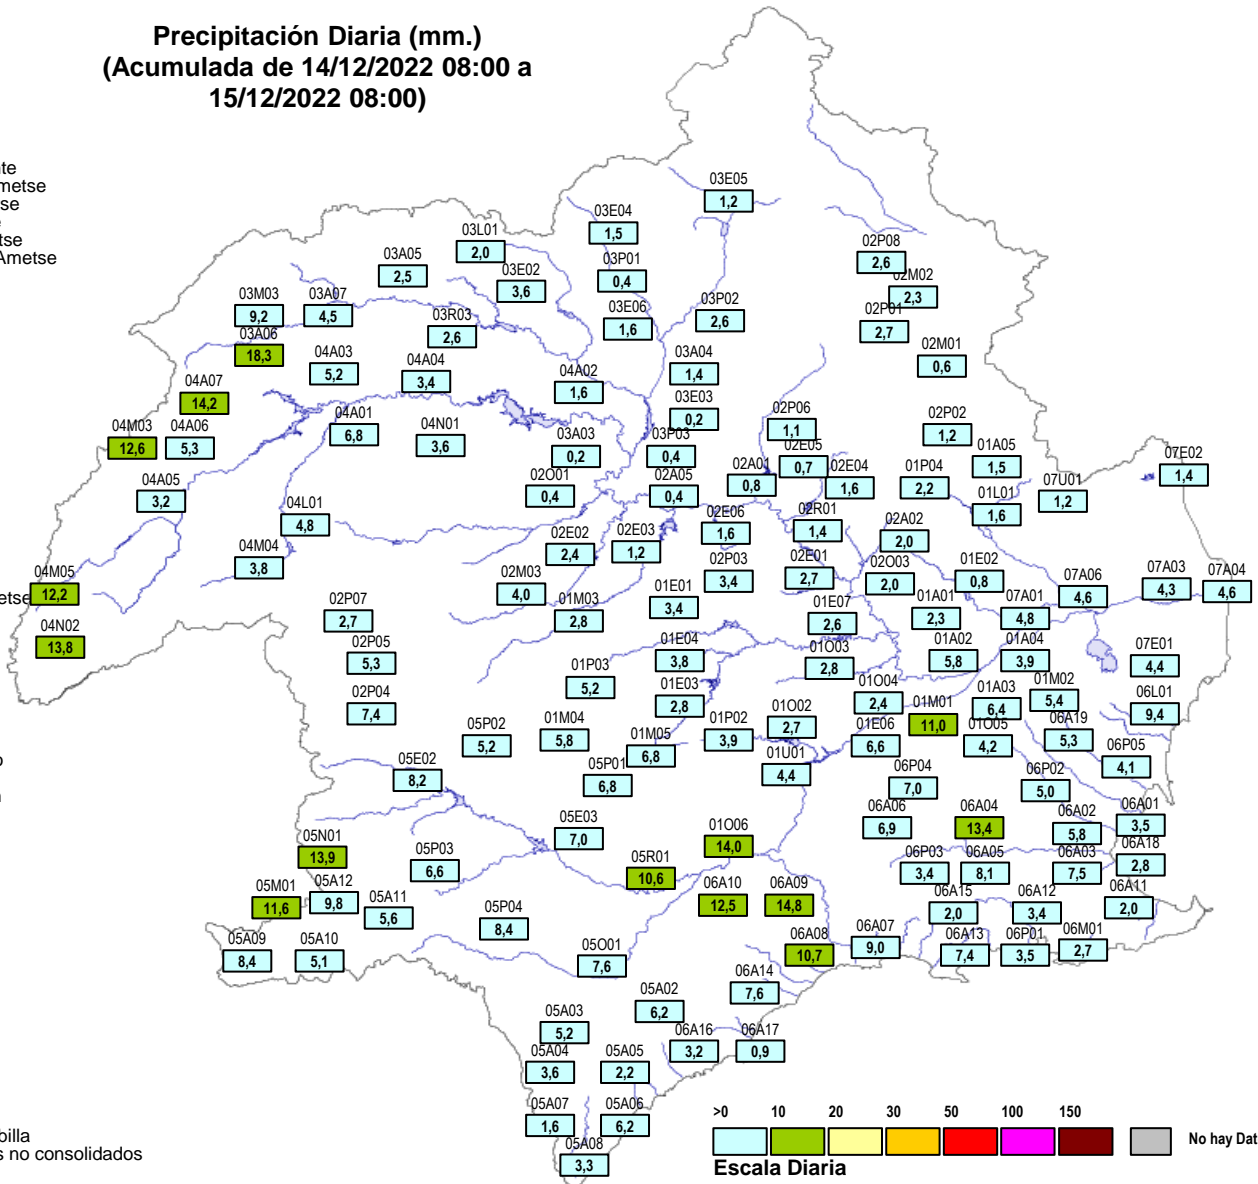 Precipitación Diaria (mm.)
(Acumulada de 14/12/2022 08:00 a
15/12/2022 08:00)
te
metse
se
e
tse
Ametse
03E05
1,2
03E04
1,5
03L01
2,0
03A05
2,5
03E02
3,6
03P01
0,4
02P08
2,6
02M02
2,3
03M03
9,2
03A07
4,5
03R03
2,6
03E06
1,6
03P02
2,6
02P01
2,7
03A06
18,3
04A03
5,2
04A04
3,4
04A02
1,6
03A04
1,4
02M01
0,6
04A07
14,2
03E03
0,2
04M03
12,6
04A06
5,3
04A01
6,8
04N01
3,6
03A03
0,2
03P03
0,4
02P06
1,1
02P02
1,2
02E05
0,7
01A05
1,5
07E02
1,4
04A05
3,2
02O01
0,4
02A05
0,4
02A01
0,8
02E04
1,6
01P04
2,2
01L01
1,6
07U01
1,2
04L01
4,8
02E06
1,6
02R01
1,4
02A02
2,0
04M04
3,8
02E02
2,4
02E03
1,2
02P03
3,4
02E01
2,7
02O03
2,0
01E02
0,8
04M05
12,2
etse
02M03
4,0
01E01
3,4
07A06
4,6
07A03
4,3
07A04
4,6
02P07
2,7
01M03
2,8
01E07
2,6
01A01
2,3
07A01
4,8
04N02
13,8
02P05
5,3
01E04
3,8
01O03
2,8
01A02
5,8
01A04
3,9
07E01
4,4
01P03
5,2
01E03
2,8
01O04
2,4
01A03
6,4
01M02
5,4
02P04
7,4
01M01
11,0
06L01
9,4
05P02
5,2
01M04
5,8
01M05
6,8
01P02
3,9
01O02
2,7
01E06
6,6
01O05
4,2
06A19
5,3
05E02
8,2
05P01
6,8
01U01
4,4
06P04
7,0
06P02
5,0
06P05
4,1
o
05E03
7,0
01O06
14,0
06A06
6,9
06A04
13,4
06A02
5,8
06A01
3,5
05N01
13,9
05P03
6,6
05R01
10,6
06P03
3,4
06A05
8,1
06A03
7,5
06A18
2,8
05M01
11,6
05A12
9,8
05A11
5,6
06A10
12,5
06A09
14,8
06A15
2,0
06A12
3,4
06A11
2,0
05P04
8,4
05A09
8,4
05A10
5,1
05O01
7,6
06A08
10,7
06A07
9,0
06A13
7,4
06P01
3,5
06M01
2,7
05A02
6,2
06A14
7,6
05A03
5,2
06A16
3,2
06A17
0,9
05A04
3,6
05A05
2,2
05A07
1,6
05A06
6,2
05A08
3,3
billa
s no consolidados
>0 10 20 30 50 100 150
No hay Dat
Escala Diaria